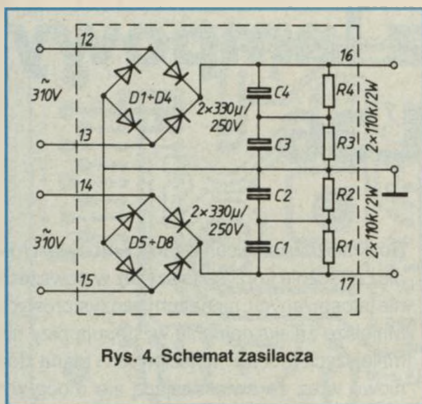 12
16
~
310V
D1÷D4
2×330μ/
250V
C4
R4
2×110k/2W
C3
R3
13
14
~
310V
D5÷D8
2×330μ/
250V
C2
R2
2×110k/2W
C1
R1
15
17
Rys. 4. Schemat zasilacza